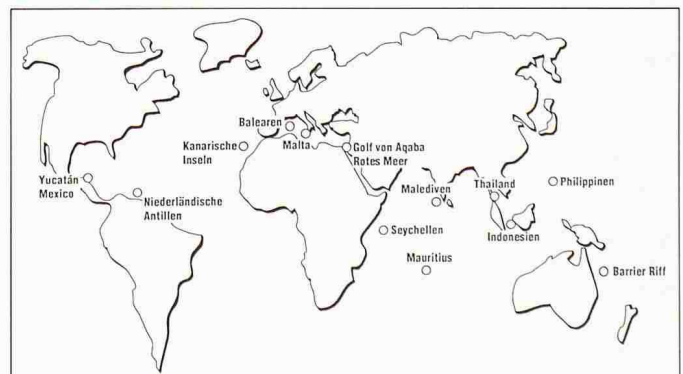 Balearen
Kanarische
Inseln
Malta
Golf von Aqaba
Rotes Meer
Yucatán
Mexico
Niederländische
Antillen
Malediven
Thailand
Philippinen
Seychellen
Indonesien
Mauritius
Barrier Riff